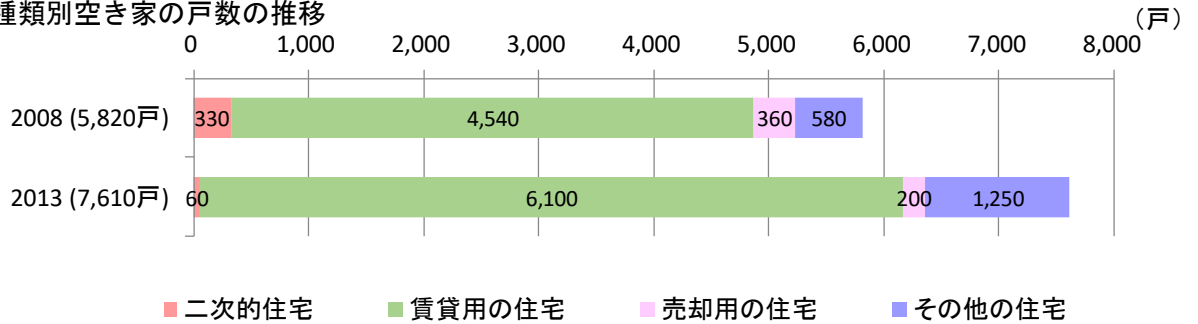 種類別空き家の戸数の推移
（戸）
0 1,000 2,000 3,000 4,000 5,000 6,000 7,000 8,000
2008 (5,820戸) 330 4,540 360 580
2013 (7,610戸) 60 6,100 200 1,250
二次的住宅 賃貸用の住宅 売却用の住宅 その他の住宅